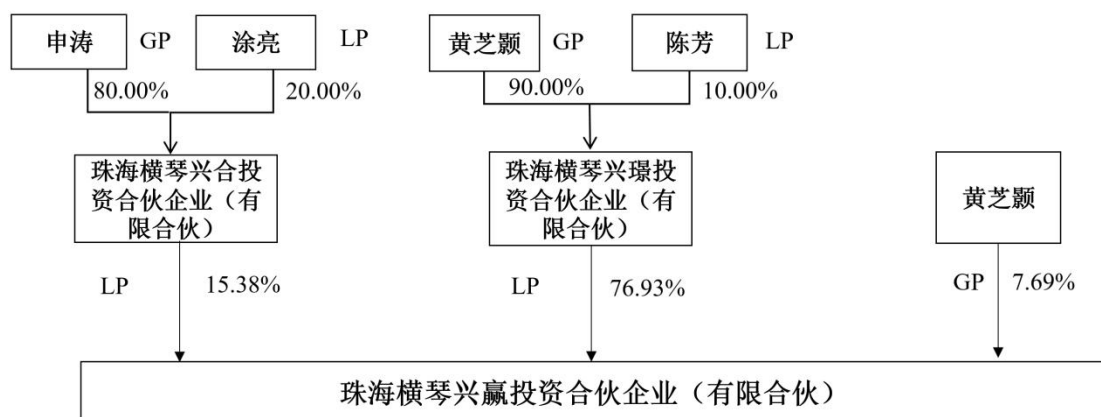 申涛
GP
涂亮
LP
黄芝颢
GP
陈芳
LP
80.00%
20.00%
90.00%
10.00%
珠海横琴兴合投
资合伙企业（有
限合伙）
珠海横琴兴璟投
资合伙企业（有
限合伙）
黄芝颢
LP
15.38%
LP
76.93%
GP
7.69%
珠海横琴兴赢投资合伙企业（有限合伙）